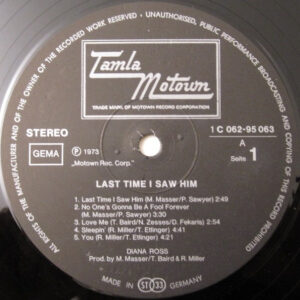 ALL RIGHTS OF THE MANUFACTURER AND OF THE OWNER OF THE RECORDED WORK RESERVED - UNAUTHORISED, PUBLIC PERFORMANCE BROADCASTING AND COPYING OF THIS RECORD PROHIBITED
Tamla
Motown
TRADE MARK OF MOTOWN RECORD CORPORATION
STEREO
1 C 062-95 063
GEMA
Ⓟ 1973
„Motown Rec. Corp."
A
Seite 1
LAST TIME I SAW HIM
1. Last Time I Saw Him (M. Masser/P. Sawyer) 2:49
2. No One's Gonna Be A Fool Forever
(M. Masser/P. Sawyer) 3:30
3. Love Me (T. Baird/N. Zesses/D. Fekaris) 2:54
4. Sleepin' (R. Miller/T. Etlinger) 4:41
5. You (R. Miller/T. Etlinger) 4:21
DIANA ROSS
Prod. by M. Masser/T. Baird & R. Miller
MADE IN GERMANY
ST 33